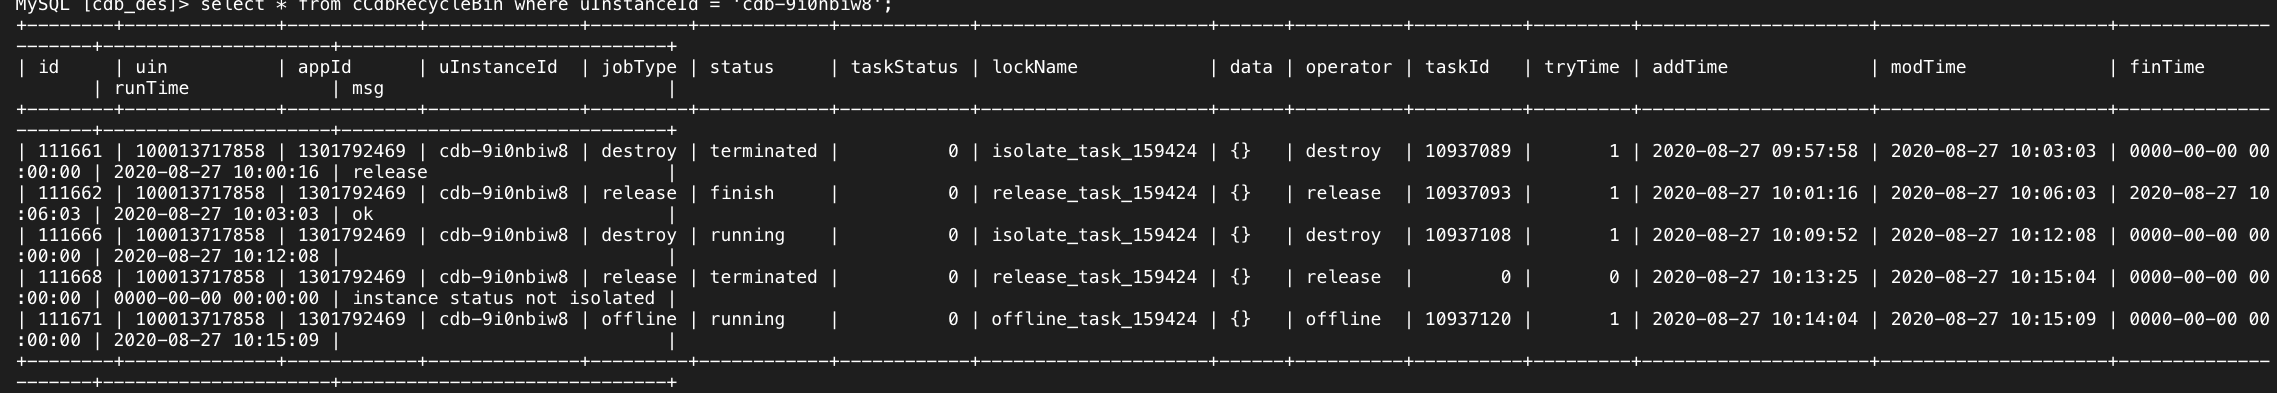 MySQL [cdb_des]> select * from cCdbRecycleBin where uInstanceId = 'cdb-9i0nbiw8';
+--------+--------------+------------+--------------+---------+------------+------------+---------------------+------+----------+----------+---------+---------------------+---------------------+--------------
-------+---------------------+------------------------------+
| id     | uin          | appId      | uInstanceId  | jobType | status     | taskStatus | lockName            | data | operator | taskId   | tryTime | addTime             | modTime             | finTime
       | runTime             | msg                          |
+--------+--------------+------------+--------------+---------+------------+------------+---------------------+------+----------+----------+---------+---------------------+---------------------+--------------
-------+---------------------+------------------------------+
| 111661 | 100013717858 | 1301792469 | cdb-9i0nbiw8 | destroy | terminated |          0 | isolate_task_159424 | {}   | destroy  | 10937089 |       1 | 2020-08-27 09:57:58 | 2020-08-27 10:03:03 | 0000-00-00 00
:00:00 | 2020-08-27 10:00:16 | release                      |
| 111662 | 100013717858 | 1301792469 | cdb-9i0nbiw8 | release | finish     |          0 | release_task_159424 | {}   | release  | 10937093 |       1 | 2020-08-27 10:01:16 | 2020-08-27 10:06:03 | 2020-08-27 10
:06:03 | 2020-08-27 10:03:03 | ok                           |
| 111666 | 100013717858 | 1301792469 | cdb-9i0nbiw8 | destroy | running    |          0 | isolate_task_159424 | {}   | destroy  | 10937108 |       1 | 2020-08-27 10:09:52 | 2020-08-27 10:12:08 | 0000-00-00 00
:00:00 | 2020-08-27 10:12:08 |                              |
| 111668 | 100013717858 | 1301792469 | cdb-9i0nbiw8 | release | terminated |          0 | release_task_159424 | {}   | release  |        0 |       0 | 2020-08-27 10:13:25 | 2020-08-27 10:15:04 | 0000-00-00 00
:00:00 | 0000-00-00 00:00:00 | instance status not isolated |
| 111671 | 100013717858 | 1301792469 | cdb-9i0nbiw8 | offline | running    |          0 | offline_task_159424 | {}   | offline  | 10937120 |       1 | 2020-08-27 10:14:04 | 2020-08-27 10:15:09 | 0000-00-00 00
:00:00 | 2020-08-27 10:15:09 |                              |
+--------+--------------+------------+--------------+---------+------------+------------+---------------------+------+----------+----------+---------+---------------------+---------------------+--------------
-------+---------------------+------------------------------+